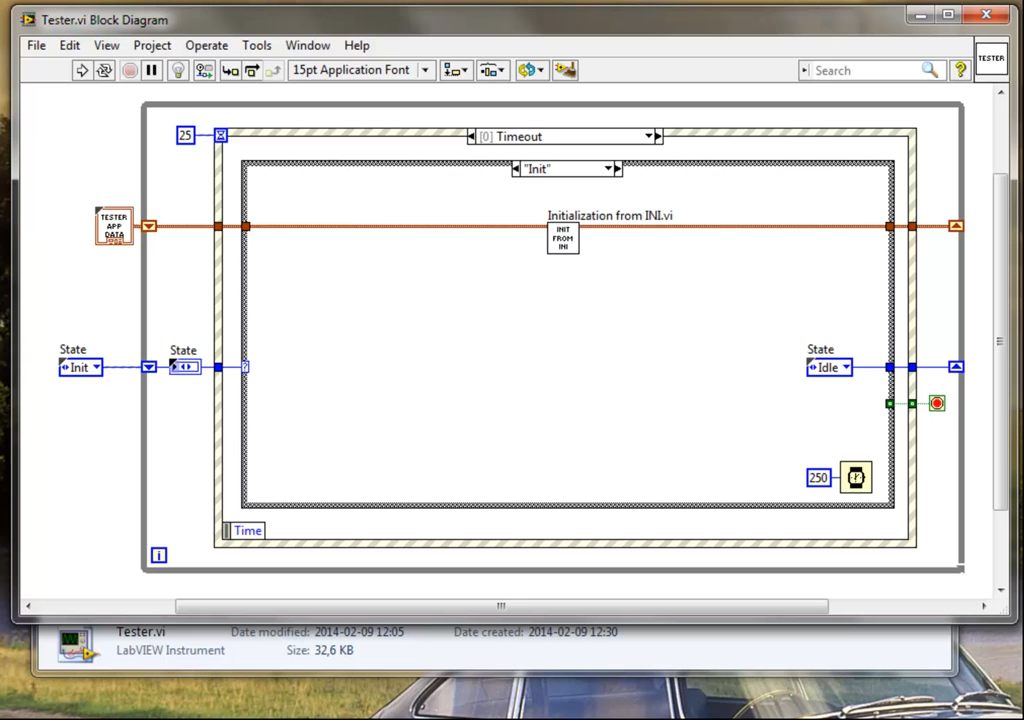 Tester.vi Block Diagram
File Edit View Project Operate Tools Window Help
15pt Application Font
Search
?
TESTER
25
[0] Timeout
"Init"
Initialization from INI.vi
TESTER
APP
DATA
INIT
FROM
INI
State
State
State
Init
?
Idle
250
Time
i
Tester.vi
Date modified: 2014-02-09 12:05
Date created: 2014-02-09 12:30
LabVIEW Instrument
Size: 32,6 KB